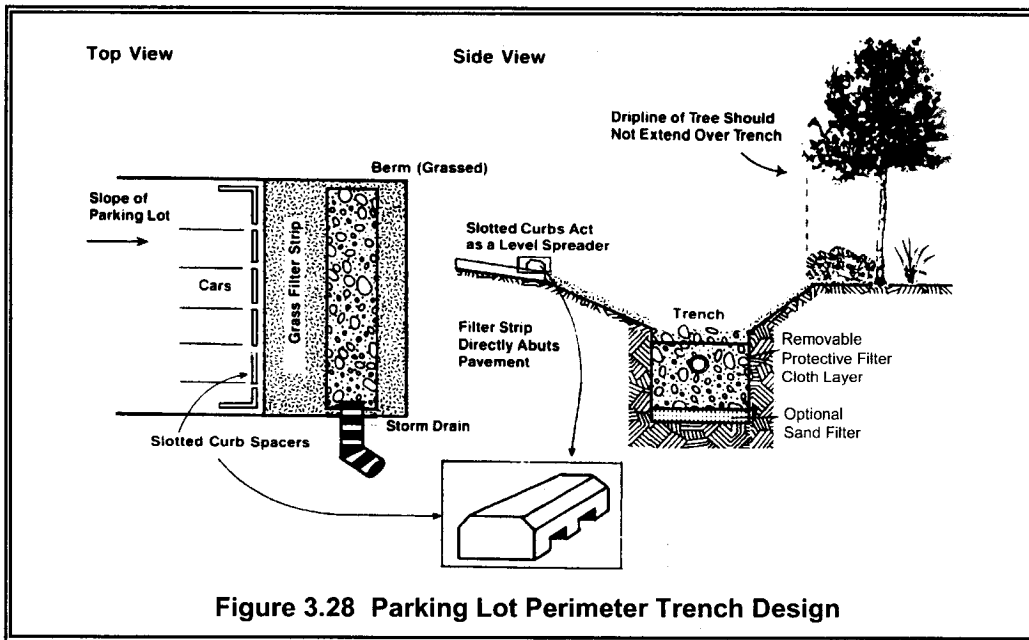 Top View
Side View
Dripline of Tree Should
Not Extend Over Trench
Berm (Grassed)
Slope of
Parking Lot
Slotted Curbs Act
as a Level Spreader
Cars
Grass Filter Strip
Trench
Filter Strip
Directly Abuts
Pavement
Removable
Protective Filter
Cloth Layer
Optional
Sand Filter
Storm Drain
Slotted Curb Spacers
Figure 3.28 Parking Lot Perimeter Trench Design